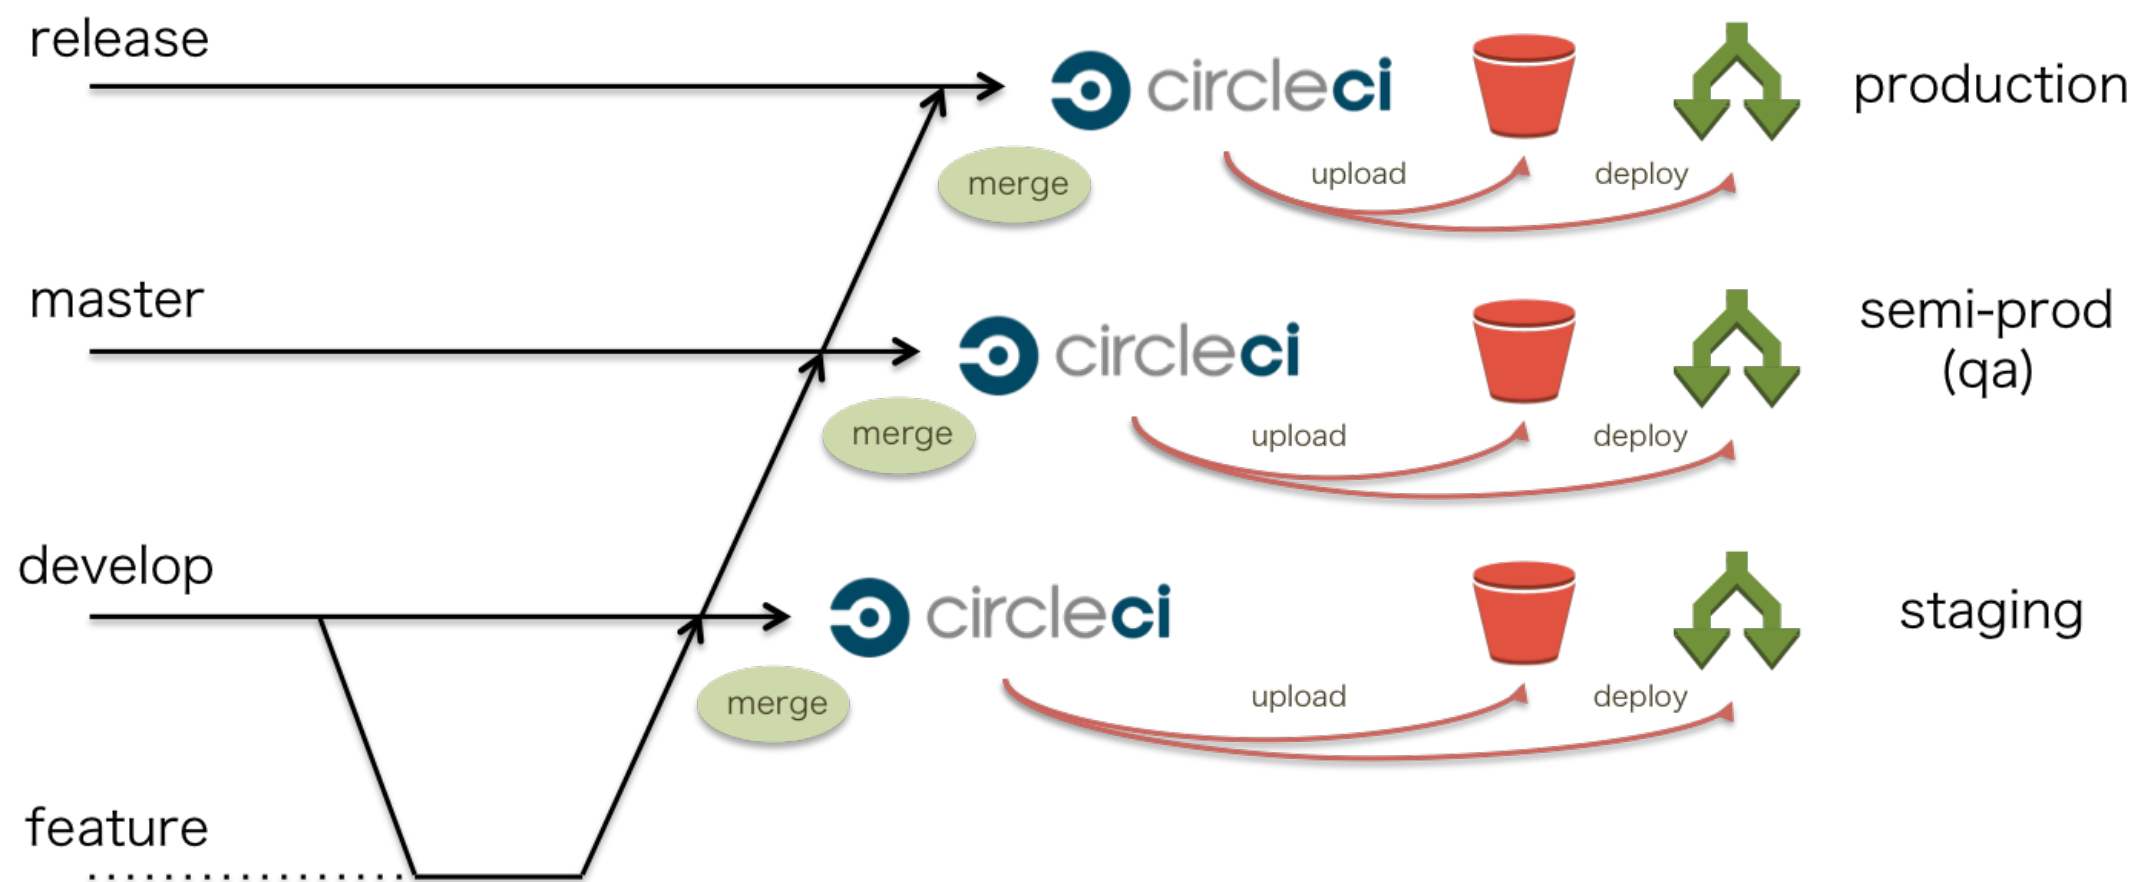 release
circleci
production
merge
upload
deploy
master
circleci
semi-prod
(qa)
merge
upload
deploy
develop
circleci
staging
merge
upload
deploy
feature